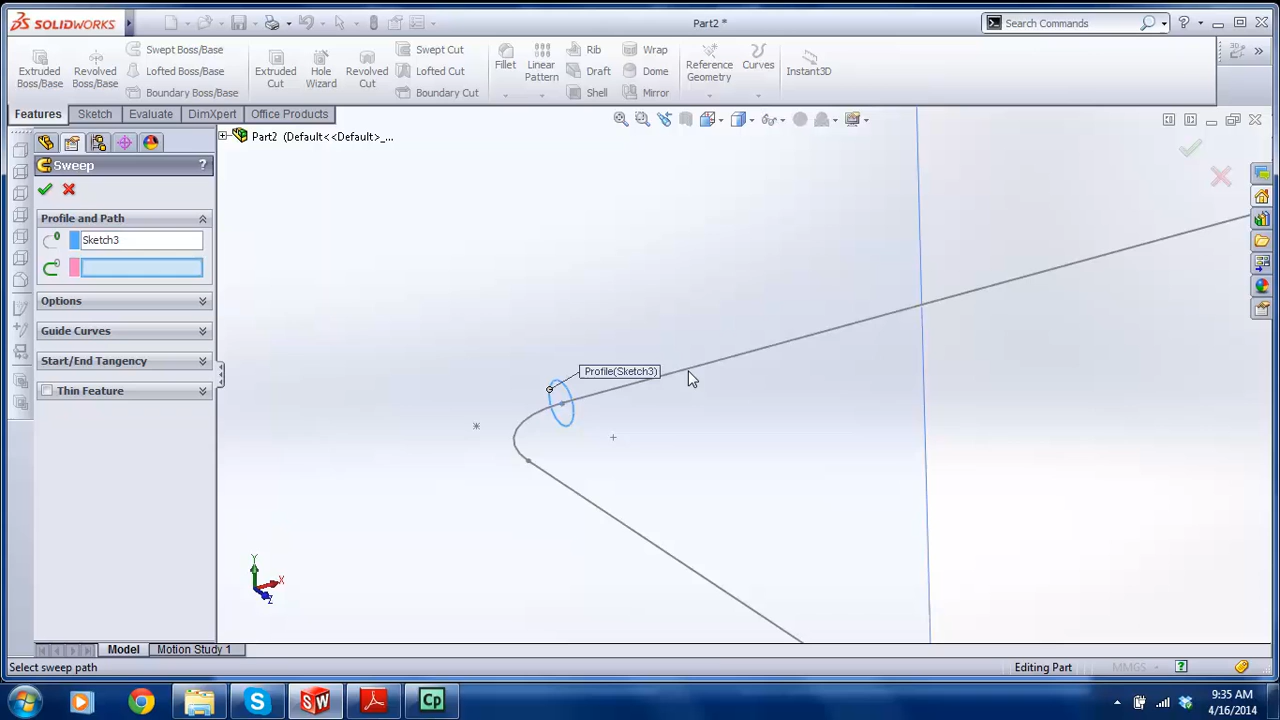 SOLIDWORKS
Part2 *
Search Commands
Extruded Boss/Base
Revolved Boss/Base
Swept Boss/Base
Lofted Boss/Base
Boundary Boss/Base
Extruded Cut
Hole Wizard
Revolved Cut
Swept Cut
Lofted Cut
Boundary Cut
Fillet
Linear Pattern
Rib
Draft
Shell
Wrap
Dome
Mirror
Reference Geometry
Curves
Instant3D
3D
Features
Sketch
Evaluate
DimXpert
Office Products
Part2 (Default<<Default>_...
Sweep
?
Profile and Path
Sketch3
Options
Guide Curves
Start/End Tangency
Thin Feature
Profile(Sketch3)
Y
X
Z
Model
Motion Study 1
Select sweep path
Editing Part
MMGS
?
S
SW
Cp
9:35 AM
4/16/2014